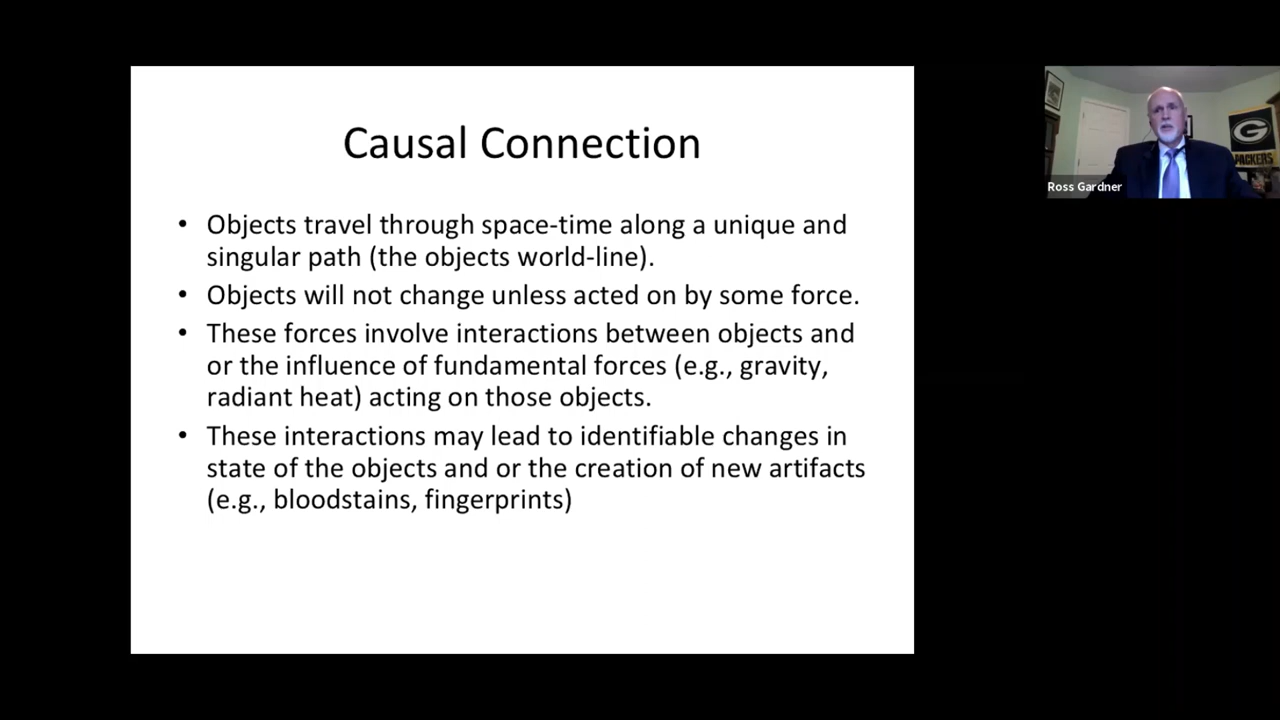 Causal Connection
• Objects travel through space-time along a unique and
singular path (the objects world-line).
• Objects will not change unless acted on by some force.
• These forces involve interactions between objects and
or the influence of fundamental forces (e.g., gravity,
radiant heat) acting on those objects.
• These interactions may lead to identifiable changes in
state of the objects and or the creation of new artifacts
(e.g., bloodstains, fingerprints)
G
PACKERS
Ross Gardner